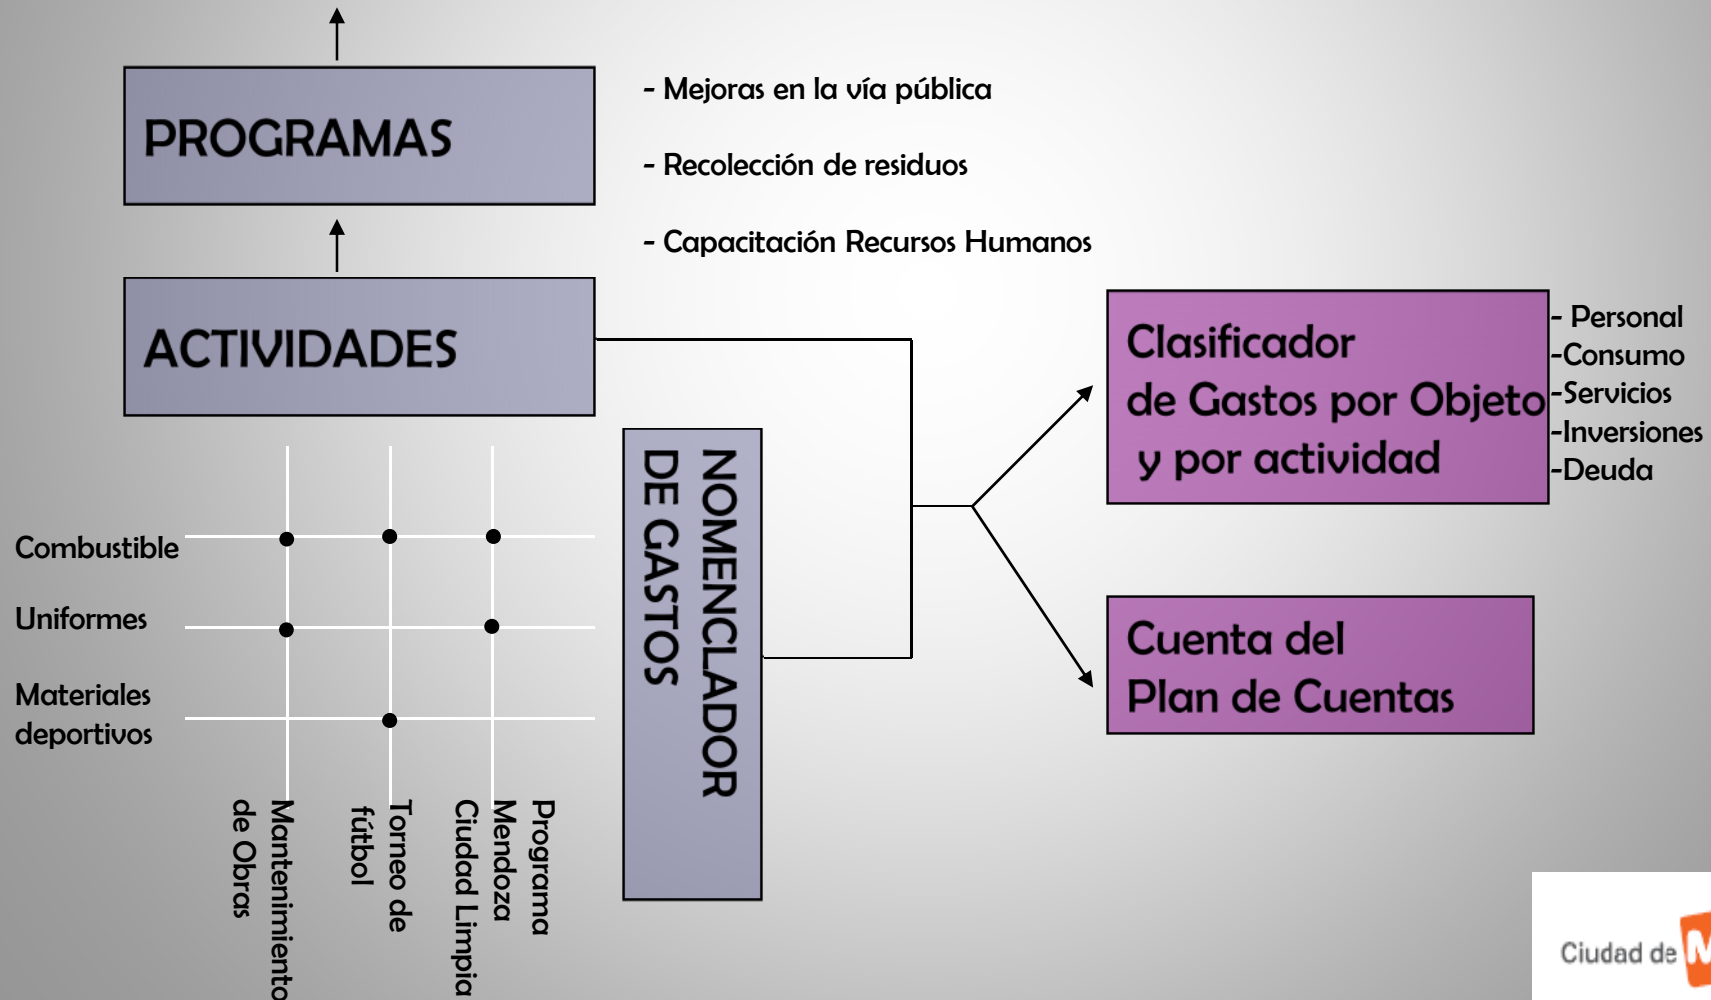 PROGRAMAS
- Mejoras en la vía pública
- Recolección de residuos
- Capacitación Recursos Humanos
ACTIVIDADES
Clasificador
de Gastos por Objeto
y por actividad
- Personal
-Consumo
-Servicios
-Inversiones
-Deuda
NOMENCLADOR
DE GASTOS
Combustible
Uniformes
Materiales
deportivos
Mantenimiento
de Obras
Torneo de
fútbol
Programa
Mendoza
Ciudad Limpia
Cuenta del
Plan de Cuentas
Ciudad de M